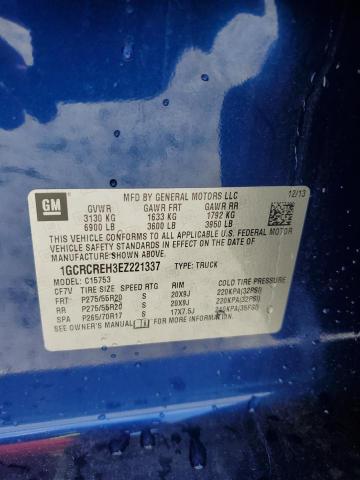 GM
MFD BY GENERAL MOTORS LLC 12/13
GVWR GAWR FRT GAWR RR
3130 KG 1633 KG 1792 KG
6900 LB 3600 LB 3950 LB
THIS VEHICLE CONFORMS TO ALL APPLICABLE U.S. FEDERAL MOTOR
VEHICLE SAFETY STANDARDS IN EFFECT ON THE DATE OF
MANUFACTURE SHOWN ABOVE.
1GCRCREH3EZ221337 TYPE: TRUCK
MODEL: C15753
CF7V TIRE SIZE SPEED RTG RIM COLD TIRE PRESSURE
FRT P275/55R20 S 20X9J 220KPA(32PSI)
RR P275/55R20 S 20X9J 220KPA(32PSI)
SPA P265/70R17 S 17X7.5J 240KPA(35PSI)
SEE OWNER'S MANUAL FOR MORE INFORMATION.